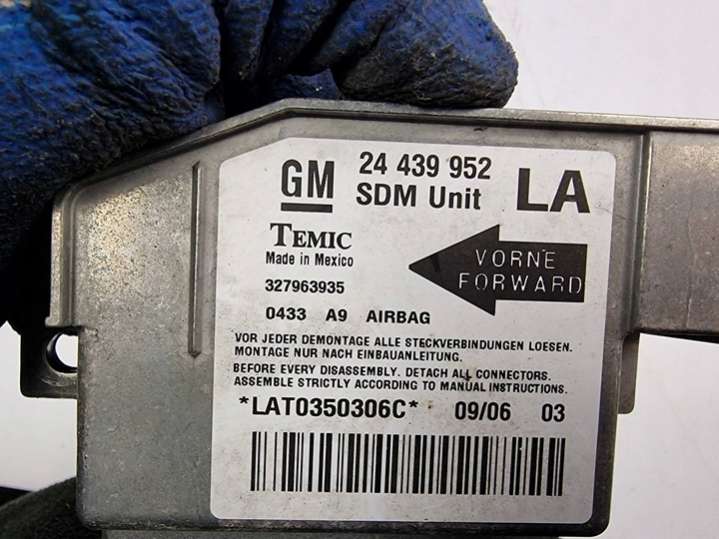 GM 24 439 952 LA
SDM Unit
TEMIC
Made in Mexico
VORNE
FORWARD
327963935
0433 A9 AIRBAG
VOR JEDER DEMONTAGE ALLE STECKVERBINDUNGEN LOESEN.
MONTAGE NUR NACH EINBAUANLEITUNG.
BEFORE EVERY DISASSEMBLY. DETACH ALL CONNECTORS.
ASSEMBLE STRICTLY ACCORDING TO MANUAL INSTRUCTIONS.
*LAT0350306C* 09/06 03